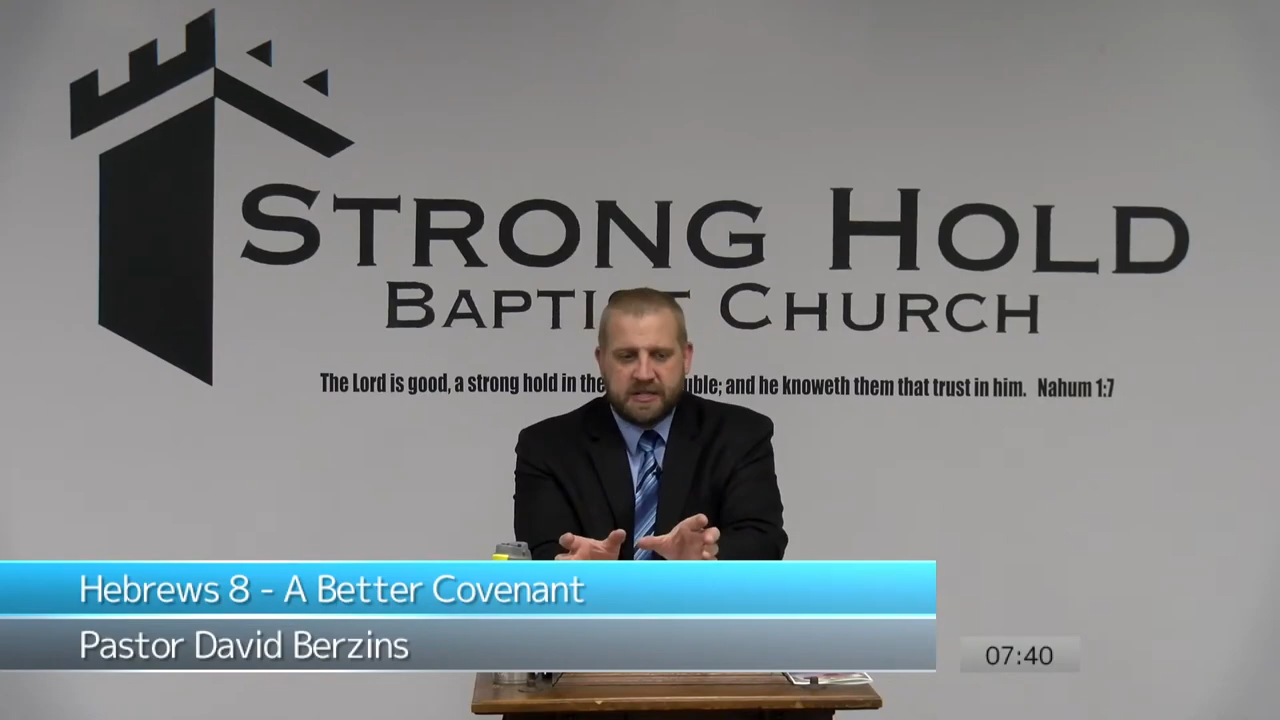 STRONG HOLD
BAPTIST CHURCH
The Lord is good, a strong hold in the uble; and he knoweth them that trust in him. Nahum 1:7
Hebrews 8 - A Better Covenant
Pastor David Berzins
07:40